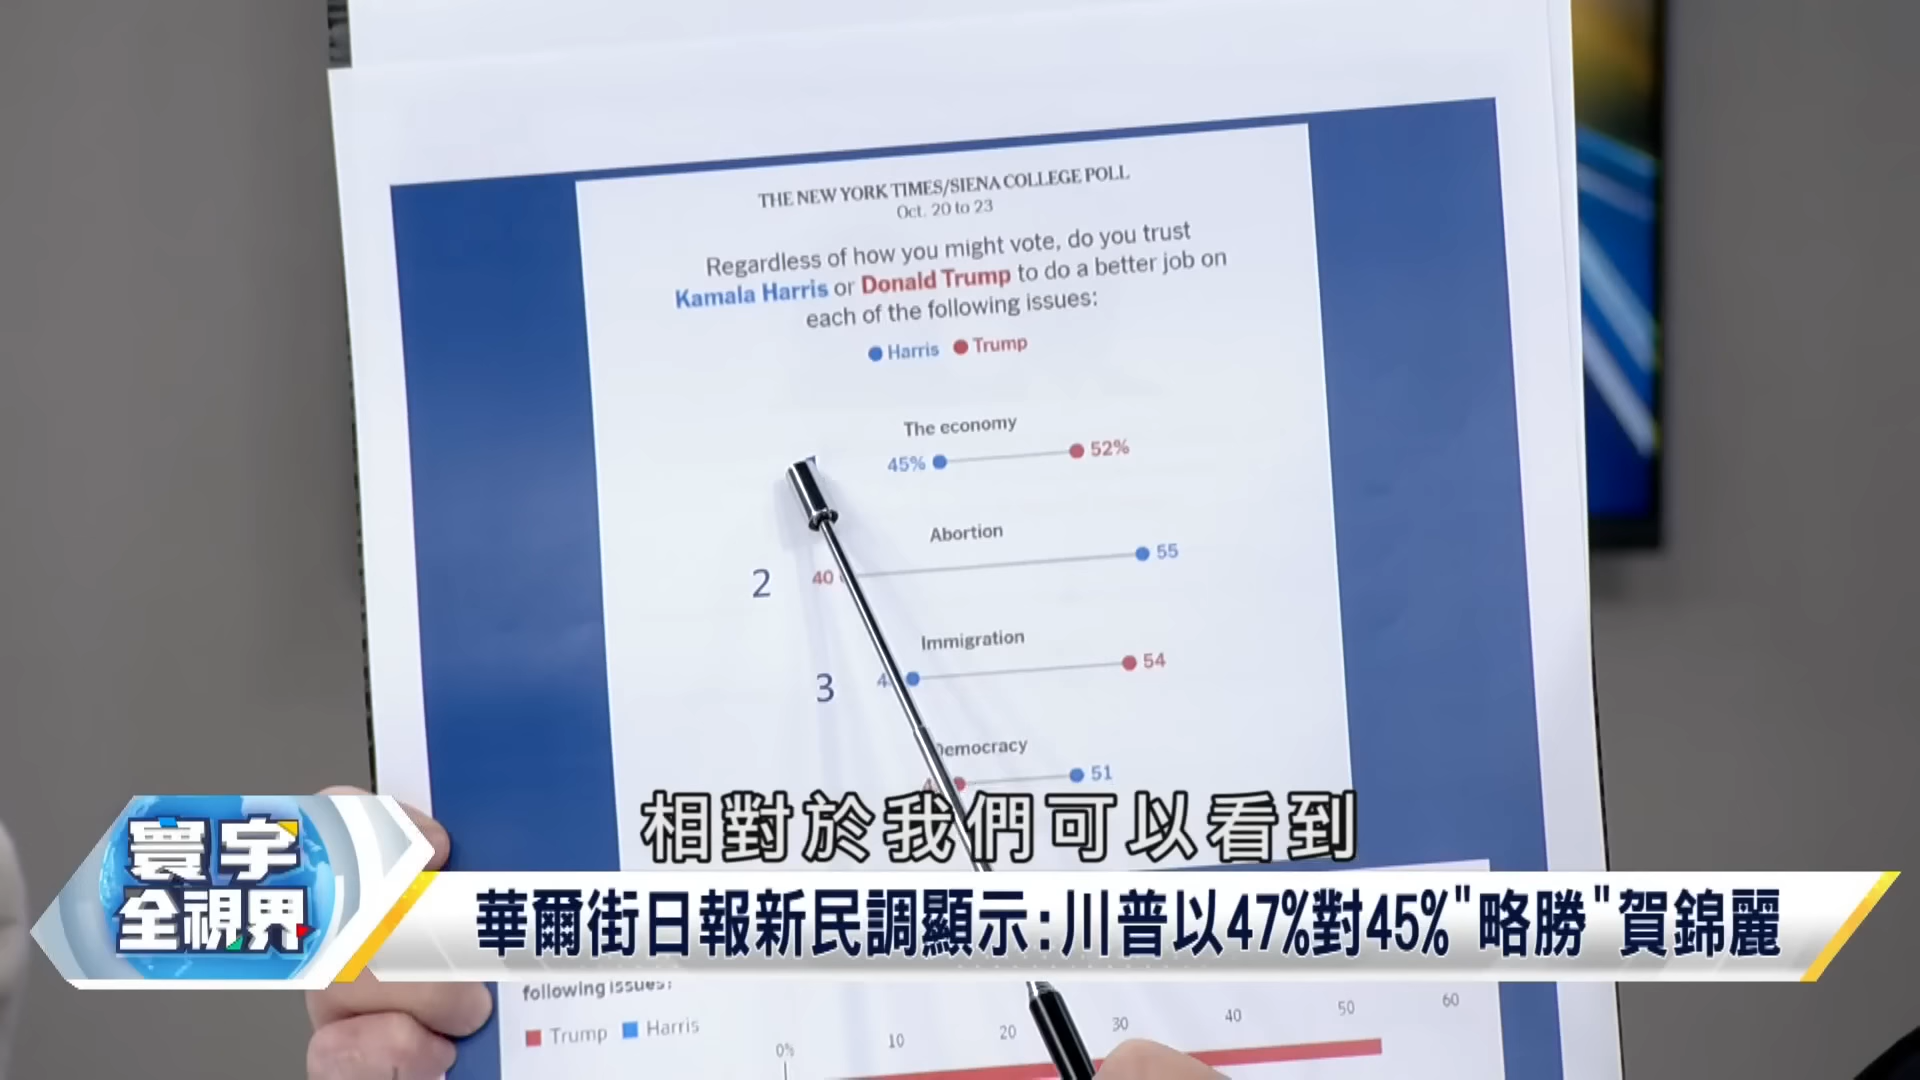 THE NEW YORK TIMES/SIENA COLLEGE POLL
Oct. 20 to 23
Regardless of how you might vote, do you trust
Kamala Harris or Donald Trump to do a better job on
each of the following issues:
Harris Trump
The economy
45% 52%
Abortion
2 40 55
Immigration
3 54
51
相對於我們可以看到
寰宇
全視界
華爾街日報新民調顯示:川普以47%對45%"略勝"賀錦麗
following issues:
Trump Harris
0% 10 20 30 40 50 60